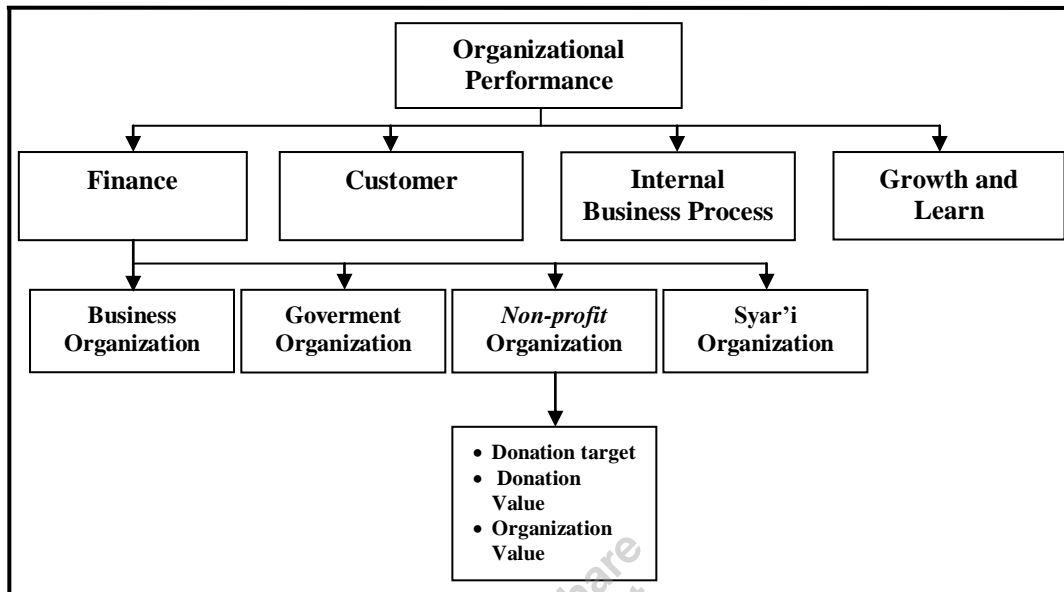 Organizational
Performance
Finance
Customer
Internal
Business Process
Growth and
Learn
Business
Organization
Goverment
Organization
Non-profit
Organization
Syar’i
Organization
• Donation target
• Donation
Value
• Organization
Value